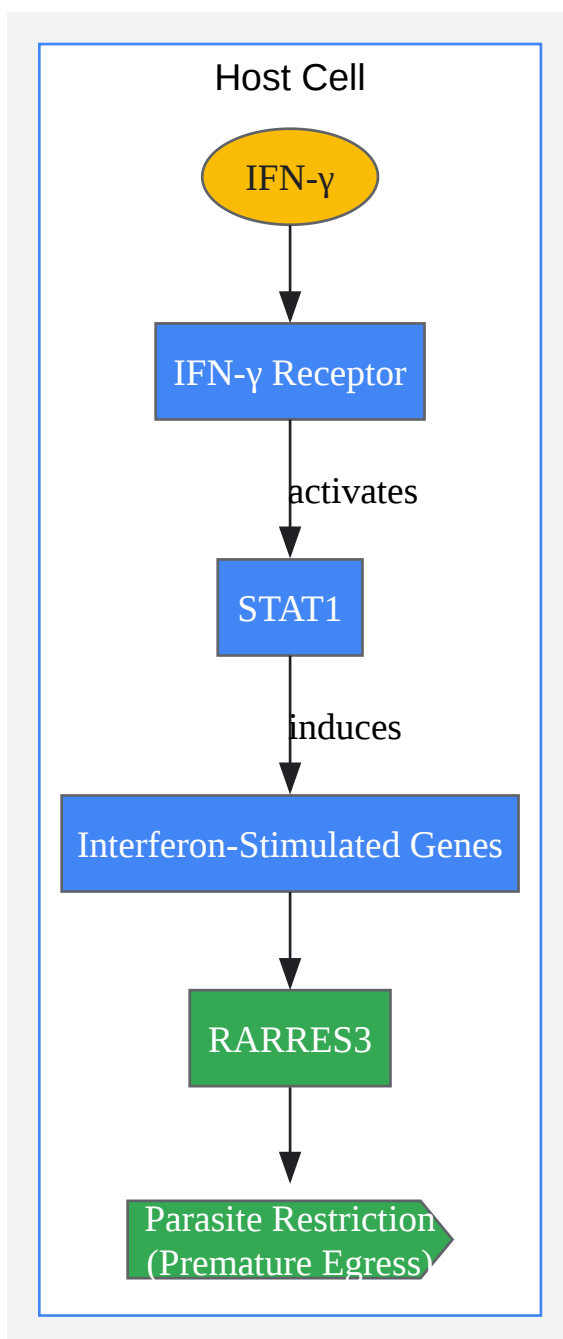 Host Cell
IFN-γ
IFN-γ Receptor
activates
STAT1
induces
Interferon-Stimulated Genes
RARRES3
Parasite Restriction
(Premature Egress)